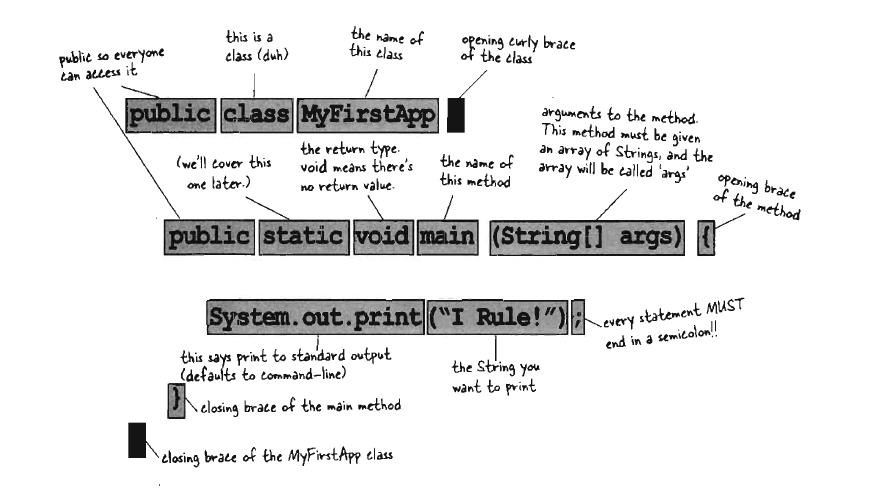 public so everyone
can access it
this is a
class (duh)
the name of
this class
opening curly brace
of the class
public class MyFirstApp
(we'll cover this
one later.)
the return type.
void means there's
no return value.
the name of
this method
arguments to the method.
This method must be given
an array of Strings, and the
array will be called 'args'
opening brace
of the method
public static void main (String[] args) {
System.out.print("I Rule!");
every statement MUST
end in a semicolon!!
this says print to standard output
(defaults to command-line)
the String you
want to print
}
closing brace of the main method
closing brace of the MyFirstApp class